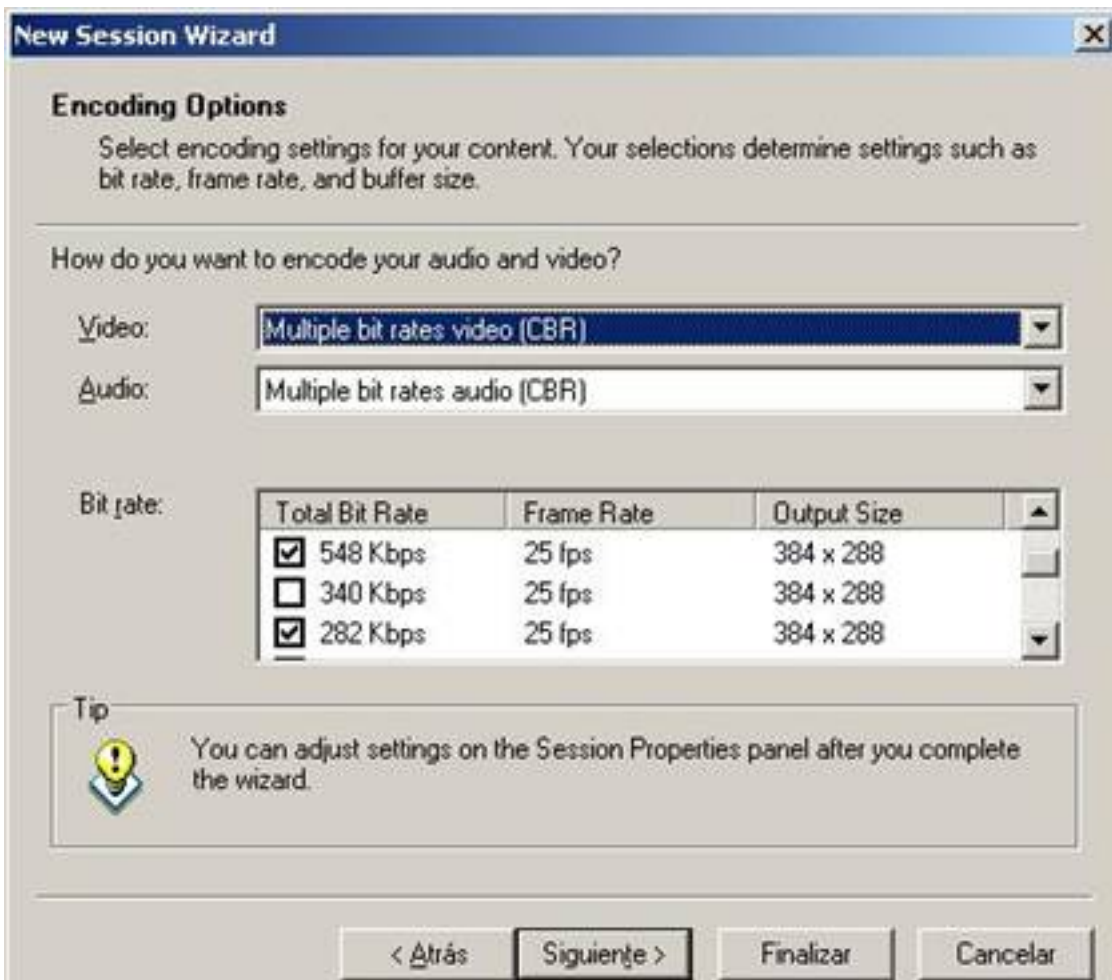 New Session Wizard
Encoding Options
Select encoding settings for your content. Your selections determine settings such as
bit rate, frame rate, and buffer size.
How do you want to encode your audio and video?
Video: Multiple bit rates video (CBR)
Audio: Multiple bit rates audio (CBR)
Bit rate: Total Bit Rate Frame Rate Output Size
548 Kbps 25 fps 384 x 288
340 Kbps 25 fps 384 x 288
282 Kbps 25 fps 384 x 288
Tip
You can adjust settings on the Session Properties panel after you complete
the wizard.
< Atrás Siguiente > Finalizar Cancelar